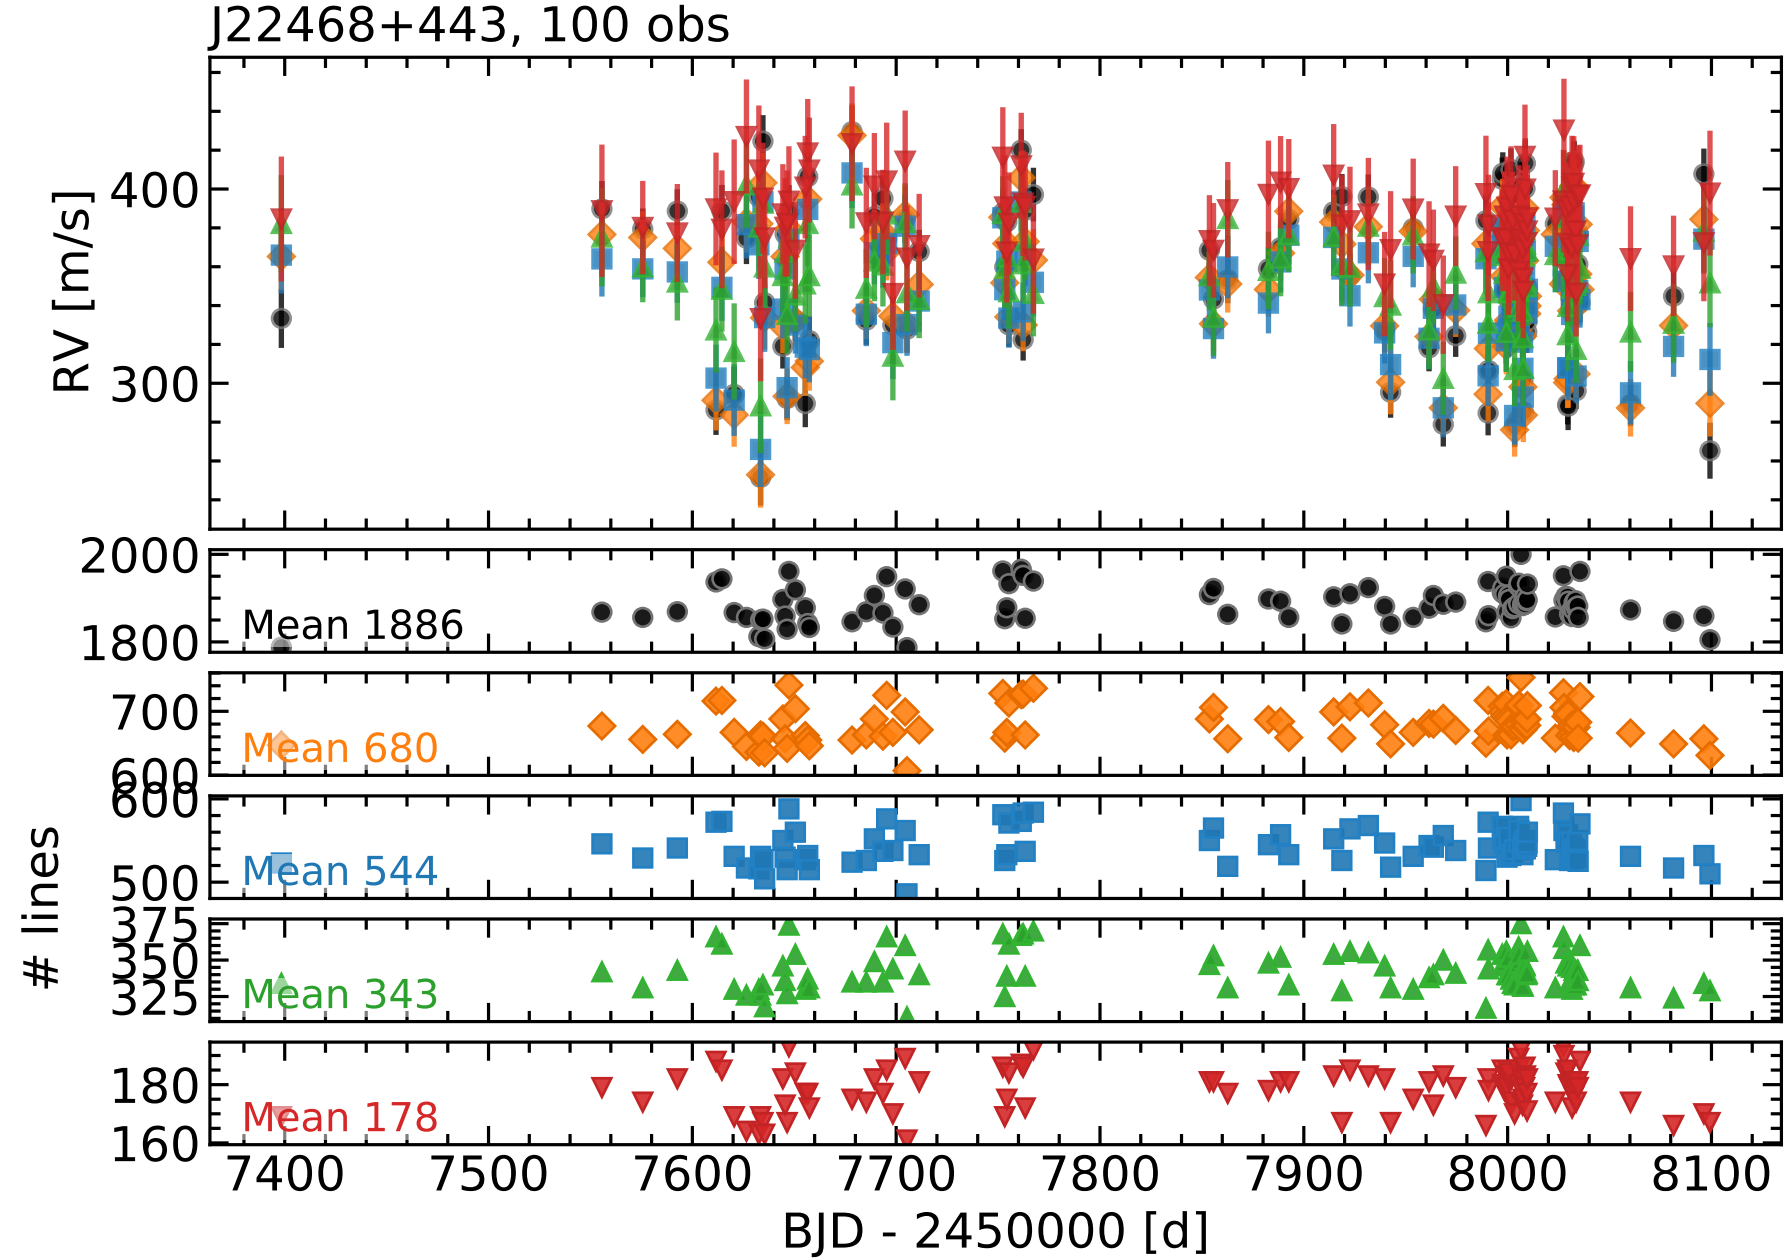 J22468+443, 100 obs
RV [m/s]
400
300
2000
1800
Mean 1886
700
600
Mean 680
600
500
Mean 544
# lines
375
350
325
Mean 343
180
160
Mean 178
7400 7500 7600 7700 7800 7900 8000 8100
BJD - 2450000 [d]